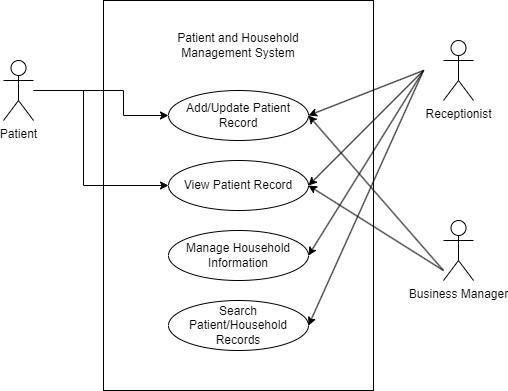 Patient and Household
Management System
Add/Update Patient
Record
Receptionist
Patient
View Patient Record
Manage Household
Information
Business Manager
Search
Patient/Household
Records